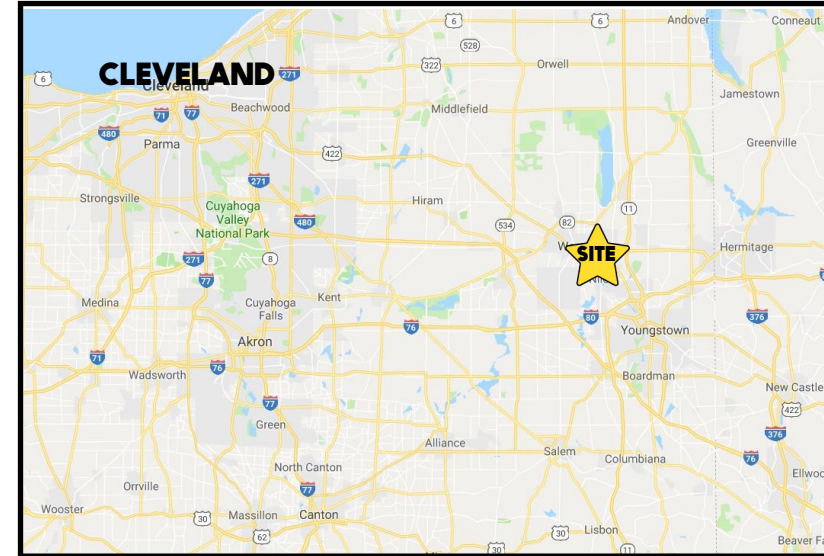 6
6
Andover
Conneaut
528
322
Orwell
CLEVELAND
271
Cleveland
6
Jamestown
Beachwood
Middlefield
71
77
480
Parma
422
Greenville
271
Strongsville
Hiram
Cuyahoga
Valley
National Park
480
534
82
11
SITE
Hermitage
271
8
77
Medina
Cuyahoga
Falls
Kent
76
80
376
Youngstown
Akron
71
76
Wadsworth
Boardman
77
New Castle
422
Green
376
Alliance
Salem
Columbiana
76
North Canton
Orrville
77
Wooster
30
Massillon
Canton
62
30
Lisbon
30
11